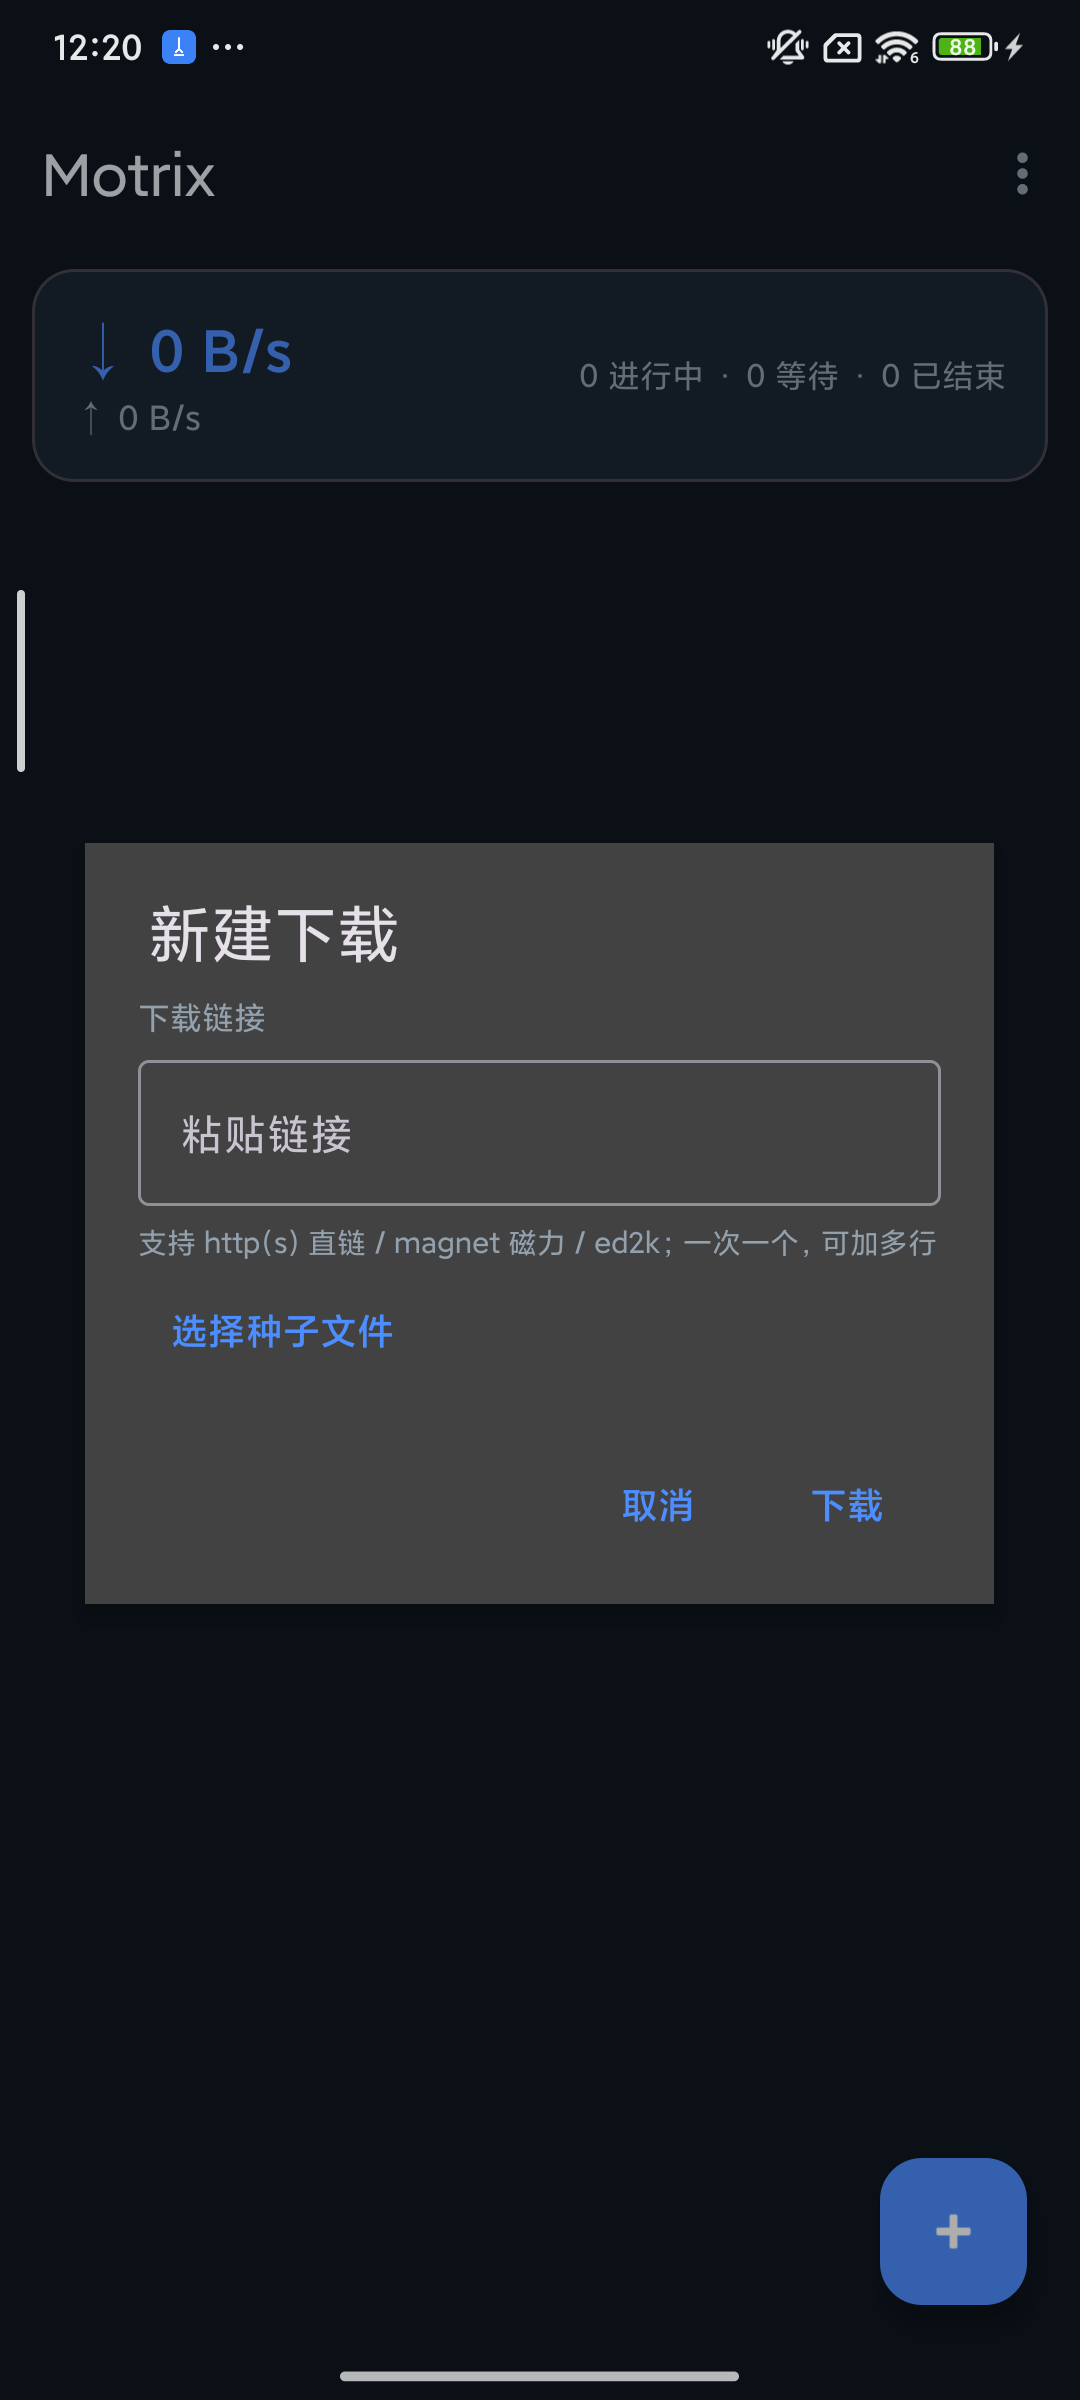 12:20
6
88
Motrix
↓ 0 B/s
↑ 0 B/s
0 进行中 · 0 等待 · 0 已结束
新建下载
下载链接
粘贴链接
支持 http(s) 直链 / magnet 磁力 / ed2k; 一次一个, 可加多行
选择种子文件
取消
下载